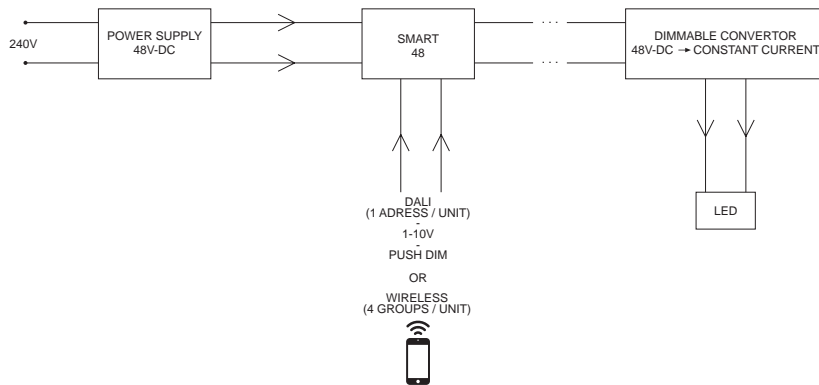 240V
POWER SUPPLY
48V-DC
SMART
48
...
...
DIMMABLE CONVERTOR
48V-DC → CONSTANT CURRENT
LED
DALI
(1 ADRESS / UNIT)
-
1-10V
-
PUSH DIM
OR
WIRELESS
(4 GROUPS / UNIT)